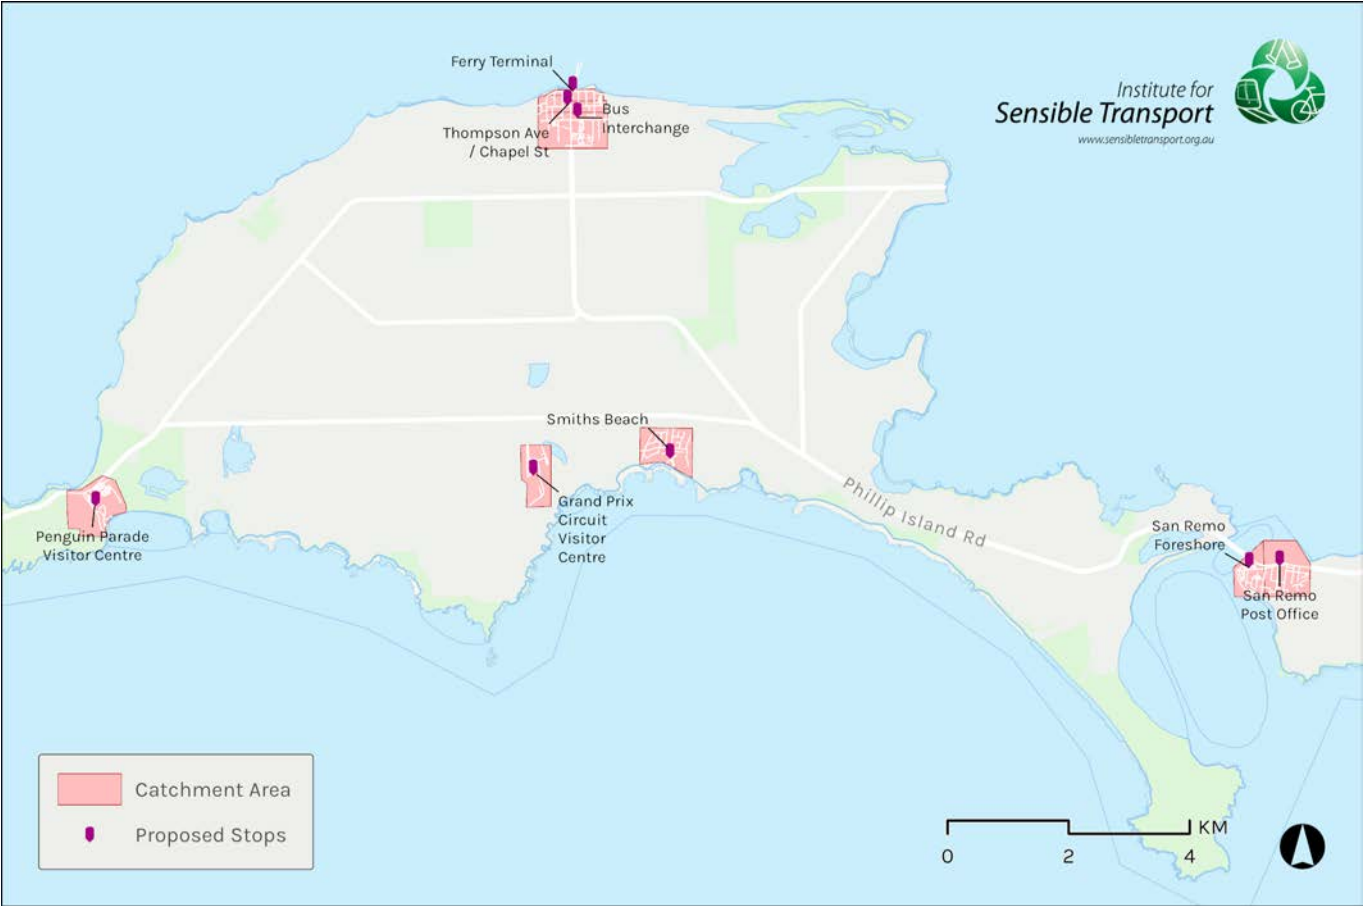 Institute for
Sensible Transport
www.sensibletransport.org.au
Ferry Terminal
Thompson Ave
/ Chapel St
Bus
Interchange
Smiths Beach
Grand Prix
Circuit
Visitor
Centre
Penguin Parade
Visitor Centre
Phillip Island Rd
San Remo
Foreshore
San Remo
Post Office
Catchment Area
Proposed Stops
KM
0 2 4